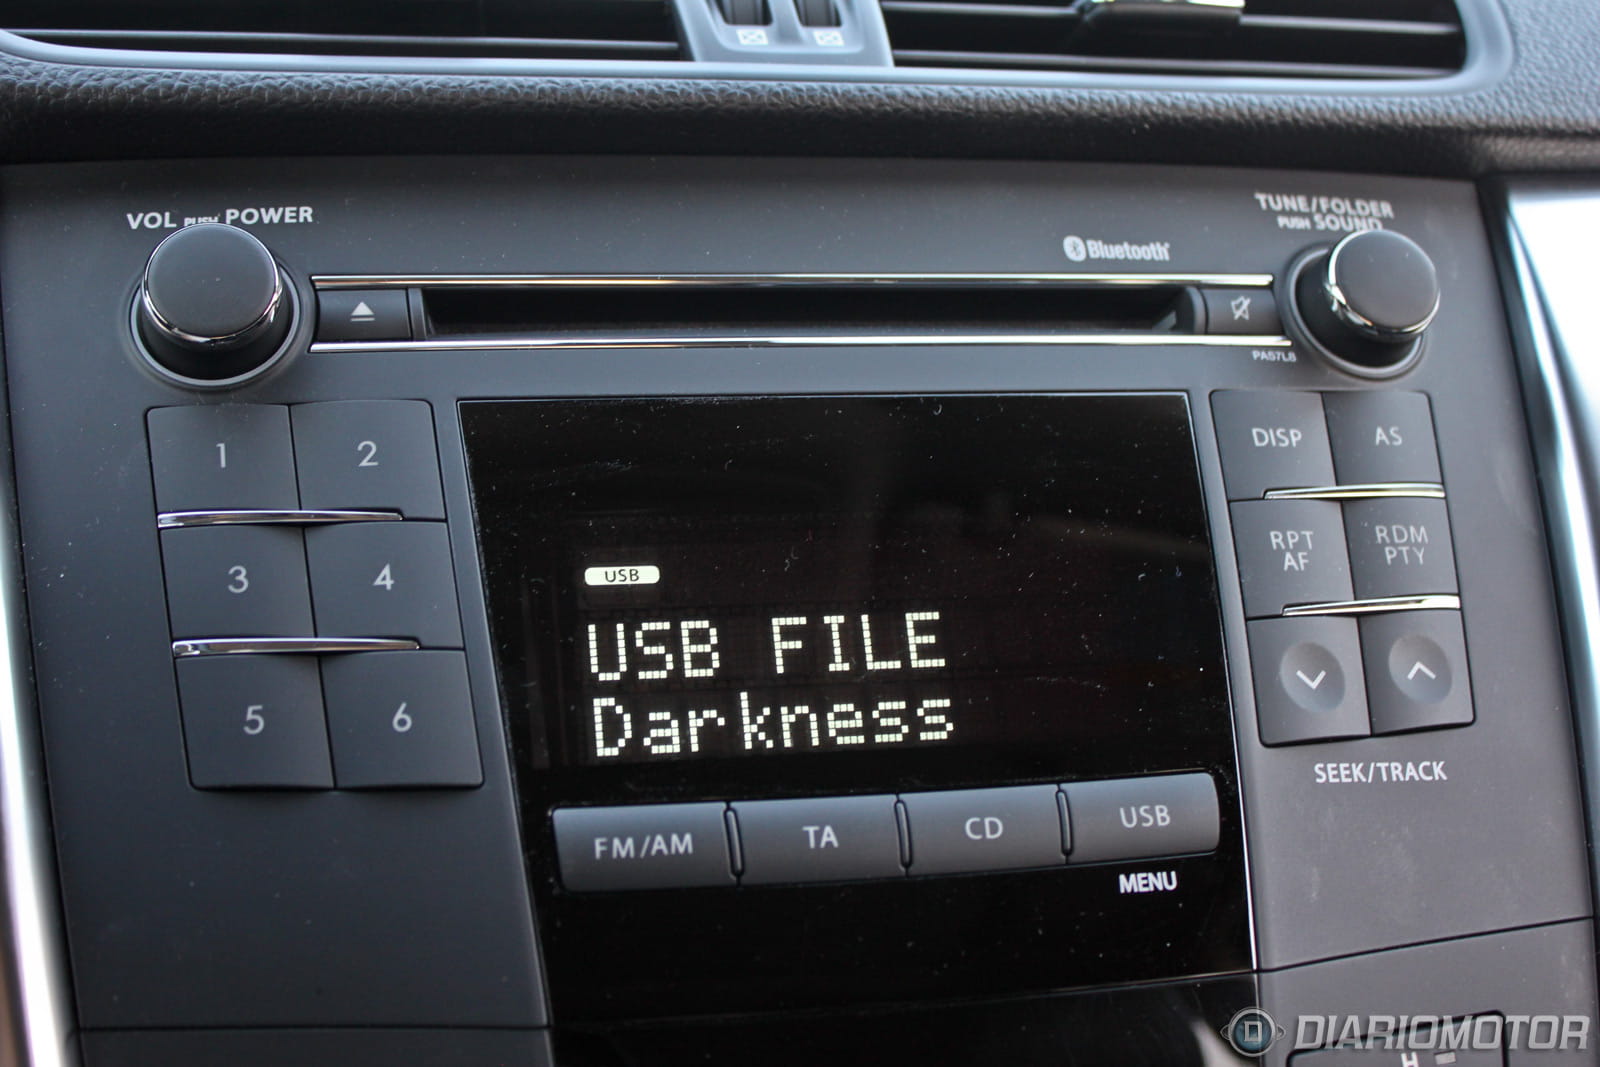 VOL PUSH POWER
TUNE/FOLDER
PUSH SOUND
Bluetooth
PA57L8
1
2
DISP
AS
3
4
RPT
AF
RDM
PTY
USB
USB FILE
Darkness
5
6
SEEK/TRACK
FM/AM
TA
CD
USB
MENU
DIARIOMOTOR
H